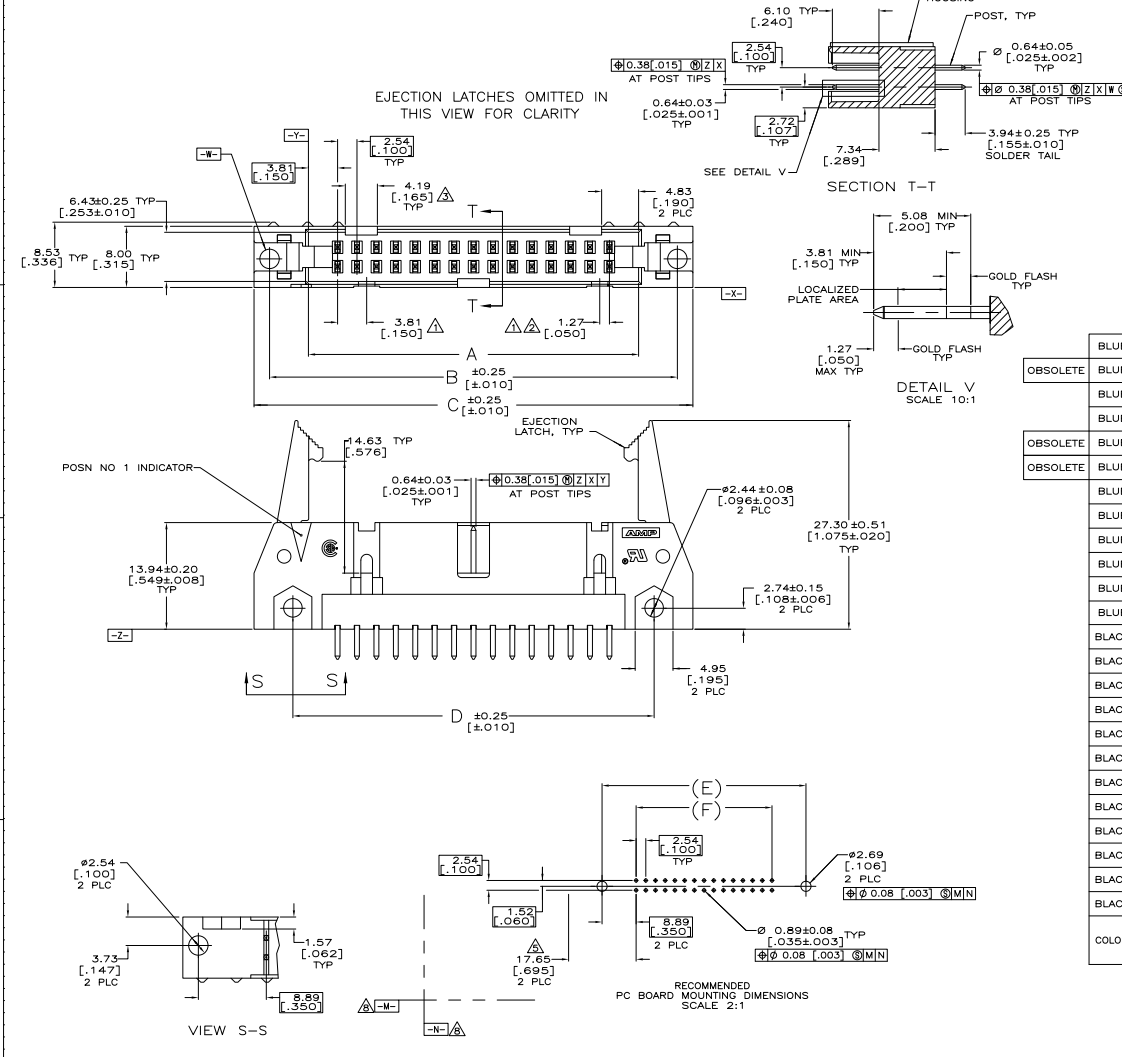 6.10 TYP
[.240]
POST, TYP
2.54
[.100]
TYP
0.38[.015] Ⓜ Z X
AT POST TIPS
0.64±0.03
[.025±.001]
TYP
ø 0.64±0.05
[.025±.002]
TYP
ø 0.38[.015] Ⓜ Z X W
AT POST TIPS
2.72
[.107]
TYP
3.94±0.25 TYP
[.155±.010]
SOLDER TAIL
7.34
[.289]
SEE DETAIL V
SECTION T-T
EJECTION LATCHES OMITTED IN
THIS VIEW FOR CLARITY
-Y-
-W-
2.54
[.100]
TYP
3.81
[.150]
4.19
[.165] 3
TYP
T
4.83
[.190]
2 PLC
6.43±0.25 TYP
[.253±.010]
8.53 TYP
[.336]
8.00 TYP
[.315]
T
-X-
3.81 1
[.150]
1 2 1.27
[.050]
A
B ±0.25
[±.010]
C ±0.25
[±.010]
5.08 MIN
[.200] TYP
3.81 MIN
[.150] TYP
LOCALIZED
PLATE AREA
GOLD FLASH
TYP
1.27
[.050]
MAX TYP
GOLD FLASH
TYP
DETAIL V
SCALE 10:1
OBSOLETE
OBSOLETE
OBSOLETE
EJECTION
LATCH, TYP
14.63 TYP
[.576]
POSN NO 1 INDICATOR
0.64±0.03
[.025±.001]
TYP
0.38[.015] Ⓜ Z X Y
AT POST TIPS
ø2.44±0.08
[.096±.003]
2 PLC
AMP
27.30±0.51
[1.075±.020]
TYP
13.94±0.20
[.549±.008]
TYP
2.74±0.15
[.108±.006]
2 PLC
-Z-
4.95
[.195]
2 PLC
S S
D ±0.25
[±.010]
(E)
(F)
2.54
[.100]
TYP
2.54
[.100]
ø2.69
[.106]
2 PLC
ø 0.08 [.003] Ⓢ M N
1.52
[.060]
8.89
[.350]
2 PLC
ø 0.89±0.08 TYP
[.035±.003]
ø 0.08 [.003] Ⓢ M N
5
17.65
[.695]
2 PLC
RECOMMENDED
PC BOARD MOUNTING DIMENSIONS
SCALE 2:1
ø2.54
[.100]
2 PLC
1.57
[.062]
TYP
3.73
[.147]
2 PLC
8.89
[.350]
VIEW S-S
8 -M-
-N- 8